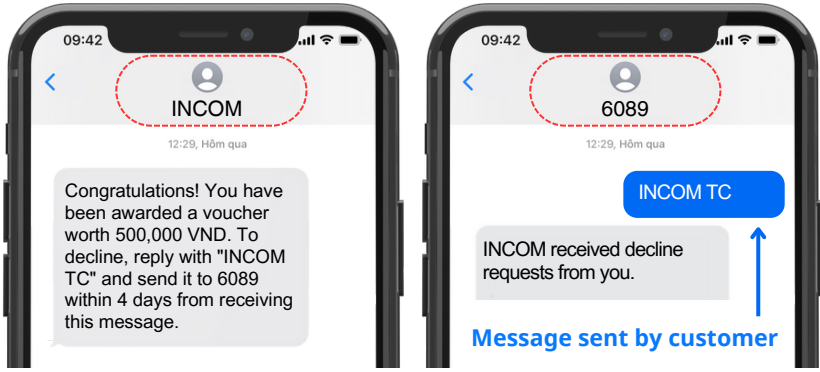 09:42
INCOM
12:29, Hôm qua
Congratulations! You have
been awarded a voucher
worth 500,000 VND. To
decline, reply with "INCOM
TC" and send it to 6089
within 4 days from receiving
this message.
09:42
6089
12:29, Hôm qua
INCOM TC
INCOM received decline
requests from you.
Message sent by customer